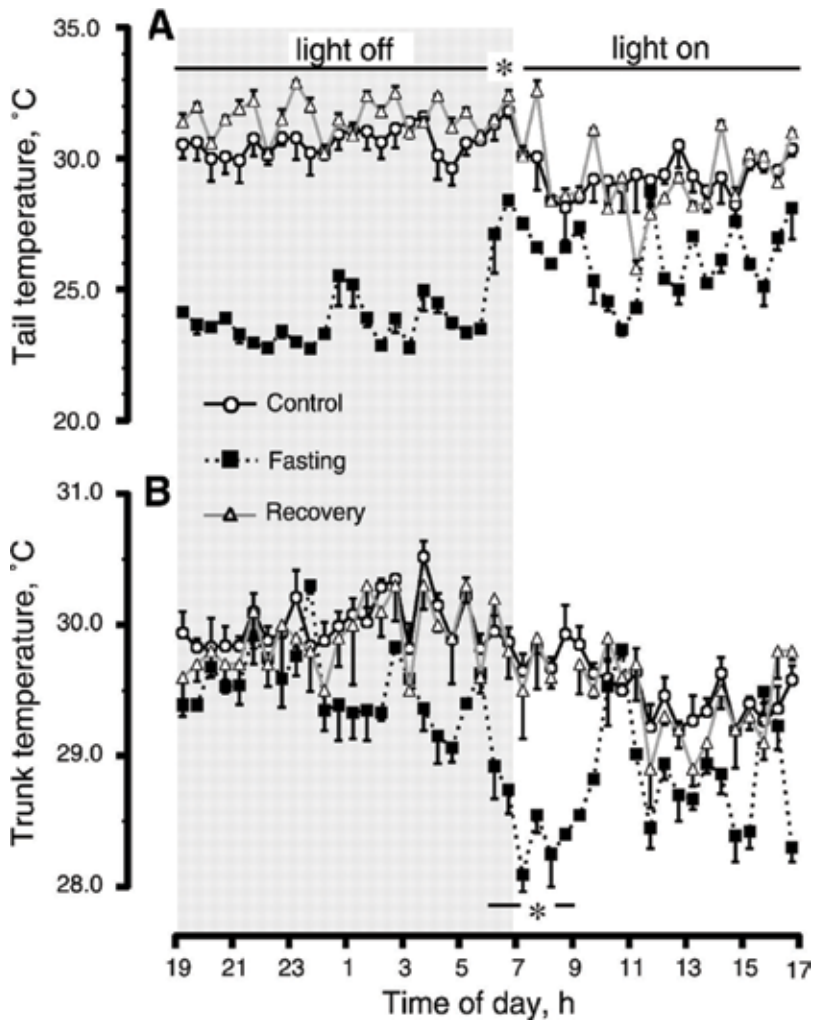 A
35.0
light off
*
light on
30.0
25.0
20.0
Tail temperature, ˚C
Control
Fasting
Recovery
B
31.0
30.0
29.0
28.0
Trunk temperature, ˚C
*
19 21 23 1 3 5 7 9 11 13 15 17
Time of day, h